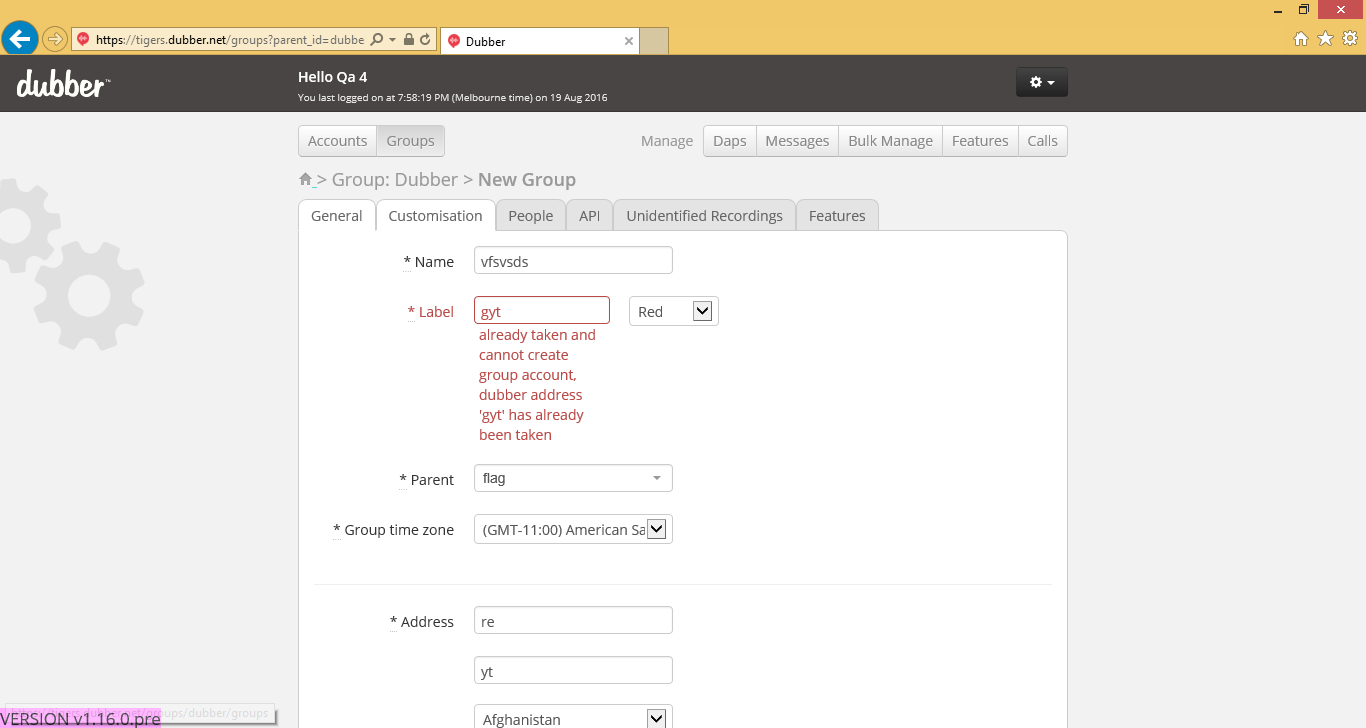 https://tigers.dubber.net/groups?parent_id=dubbe
Dubber
dubber™
Hello Qa 4
You last logged on at 7:58:19 PM (Melbourne time) on 19 Aug 2016
Accounts Groups
Manage Daps Messages Bulk Manage Features Calls
> Group: Dubber > New Group
General Customisation People API Unidentified Recordings Features
* Name vfsvsds
* Label gyt Red
already taken and
cannot create
group account,
dubber address
'gyt' has already
been taken
* Parent flag
* Group time zone (GMT-11:00) American Sa
* Address re
yt
Afghanistan
https://tigers.dubber.net/groups/dubber/groups
VERSION v1.16.0.pre